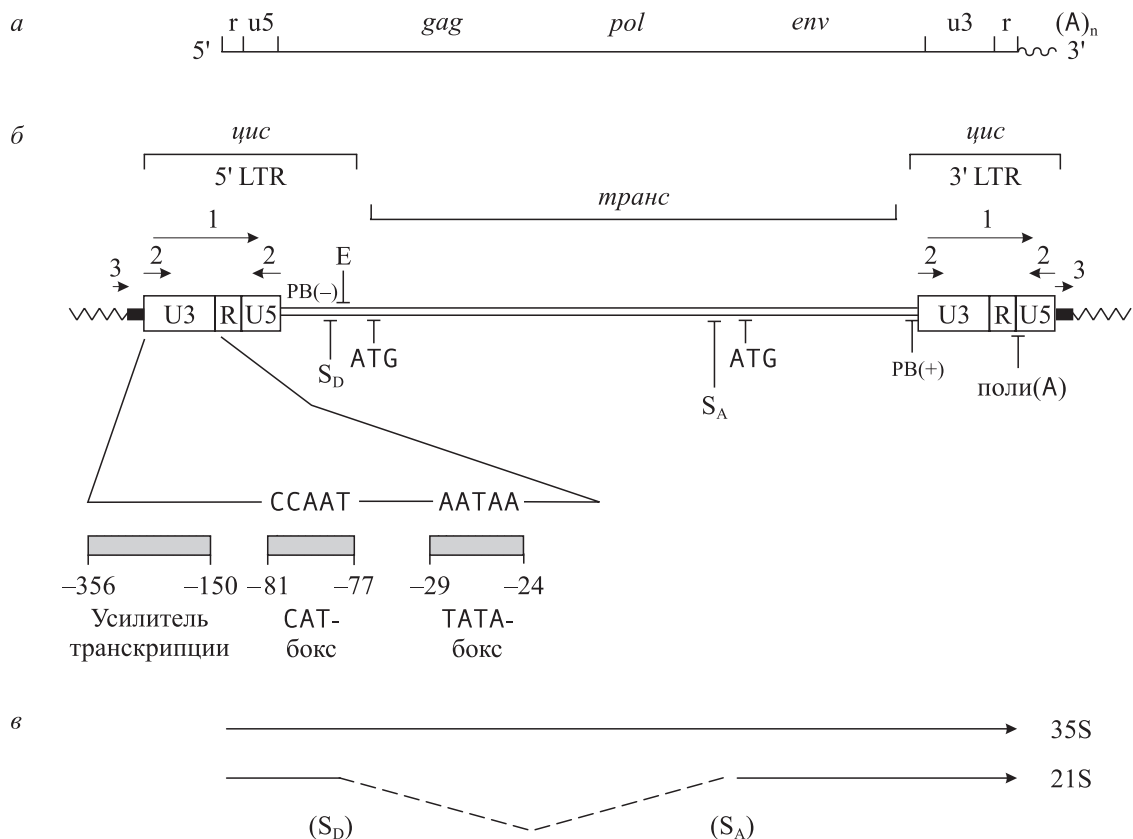 а
r u5 gag pol env u3 r (A)n
5' 3'
б
цис цис
5' LTR 3' LTR
транс
1 1
2 2 2 2
3 E 3
PB(–)
U3 R U5 U3 R U5
SD ATG SA ATG PB(+) поли(A)
CCAAT AATAA
–356 –150 –81 –77 –29 –24
Усилитель CAT- TATA-
транскрипции бокс бокс
в
35S
21S
(SD) (SA)